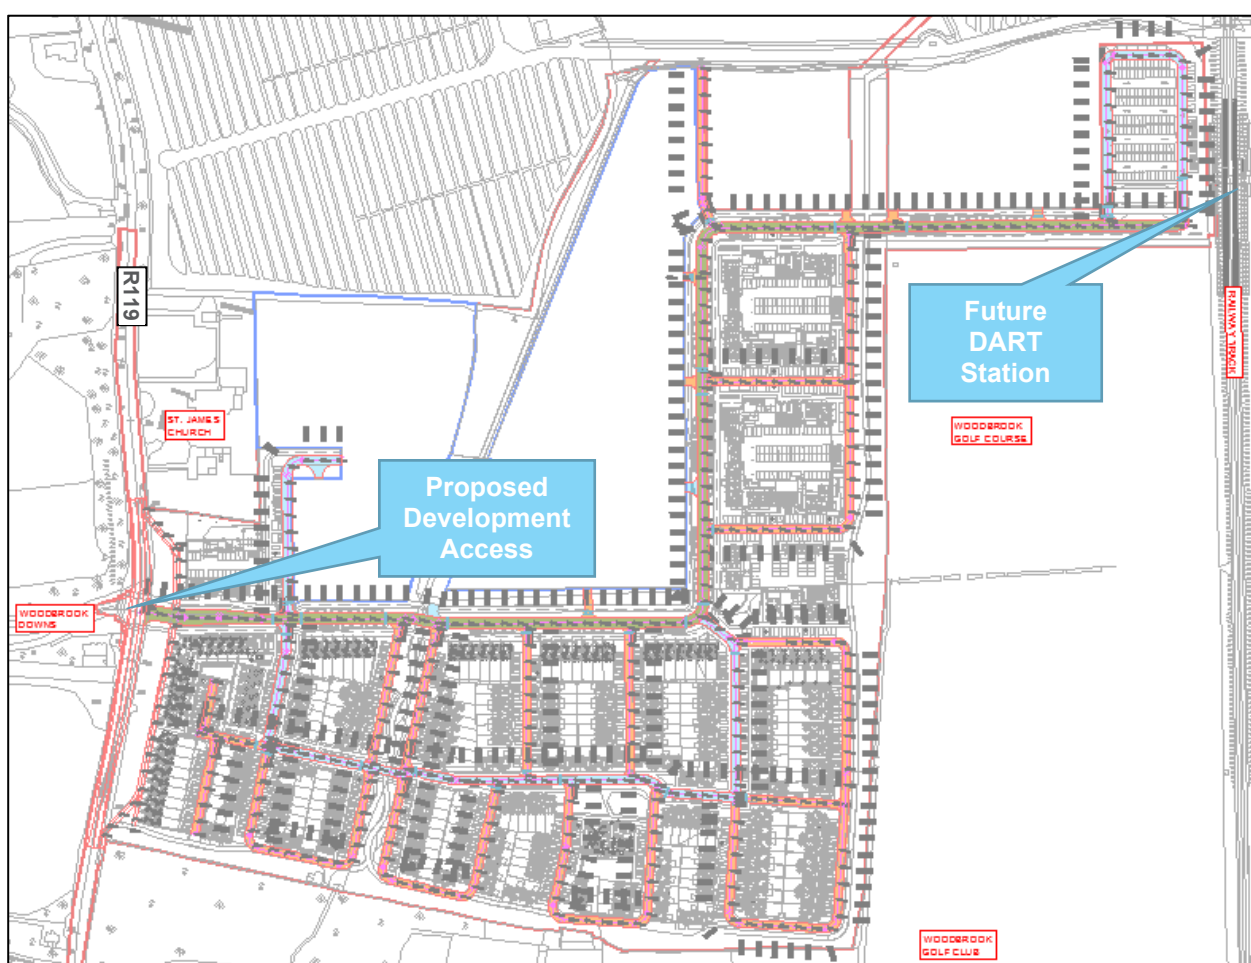 R119
Future
DART
Station
RAILWAY TRACK
ST. JAMES
CHURCH
WOODBROOK
GOLF COURSE
Proposed
Development
Access
WOODBROOK
DOWNS
WOODBROOK
GOLF CLUB